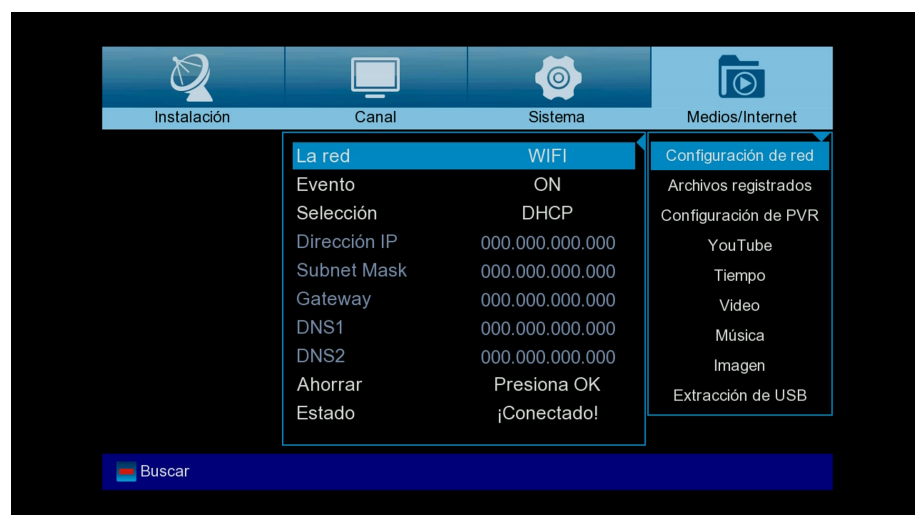 Instalación
Canal
Sistema
Medios/Internet
La red WIFI
Evento ON
Selección DHCP
Dirección IP 000.000.000.000
Subnet Mask 000.000.000.000
Gateway 000.000.000.000
DNS1 000.000.000.000
DNS2 000.000.000.000
Ahorrar Presiona OK
Estado ¡Conectado!
Configuración de red
Archivos registrados
Configuración de PVR
YouTube
Tiempo
Video
Música
Imagen
Extracción de USB
Buscar